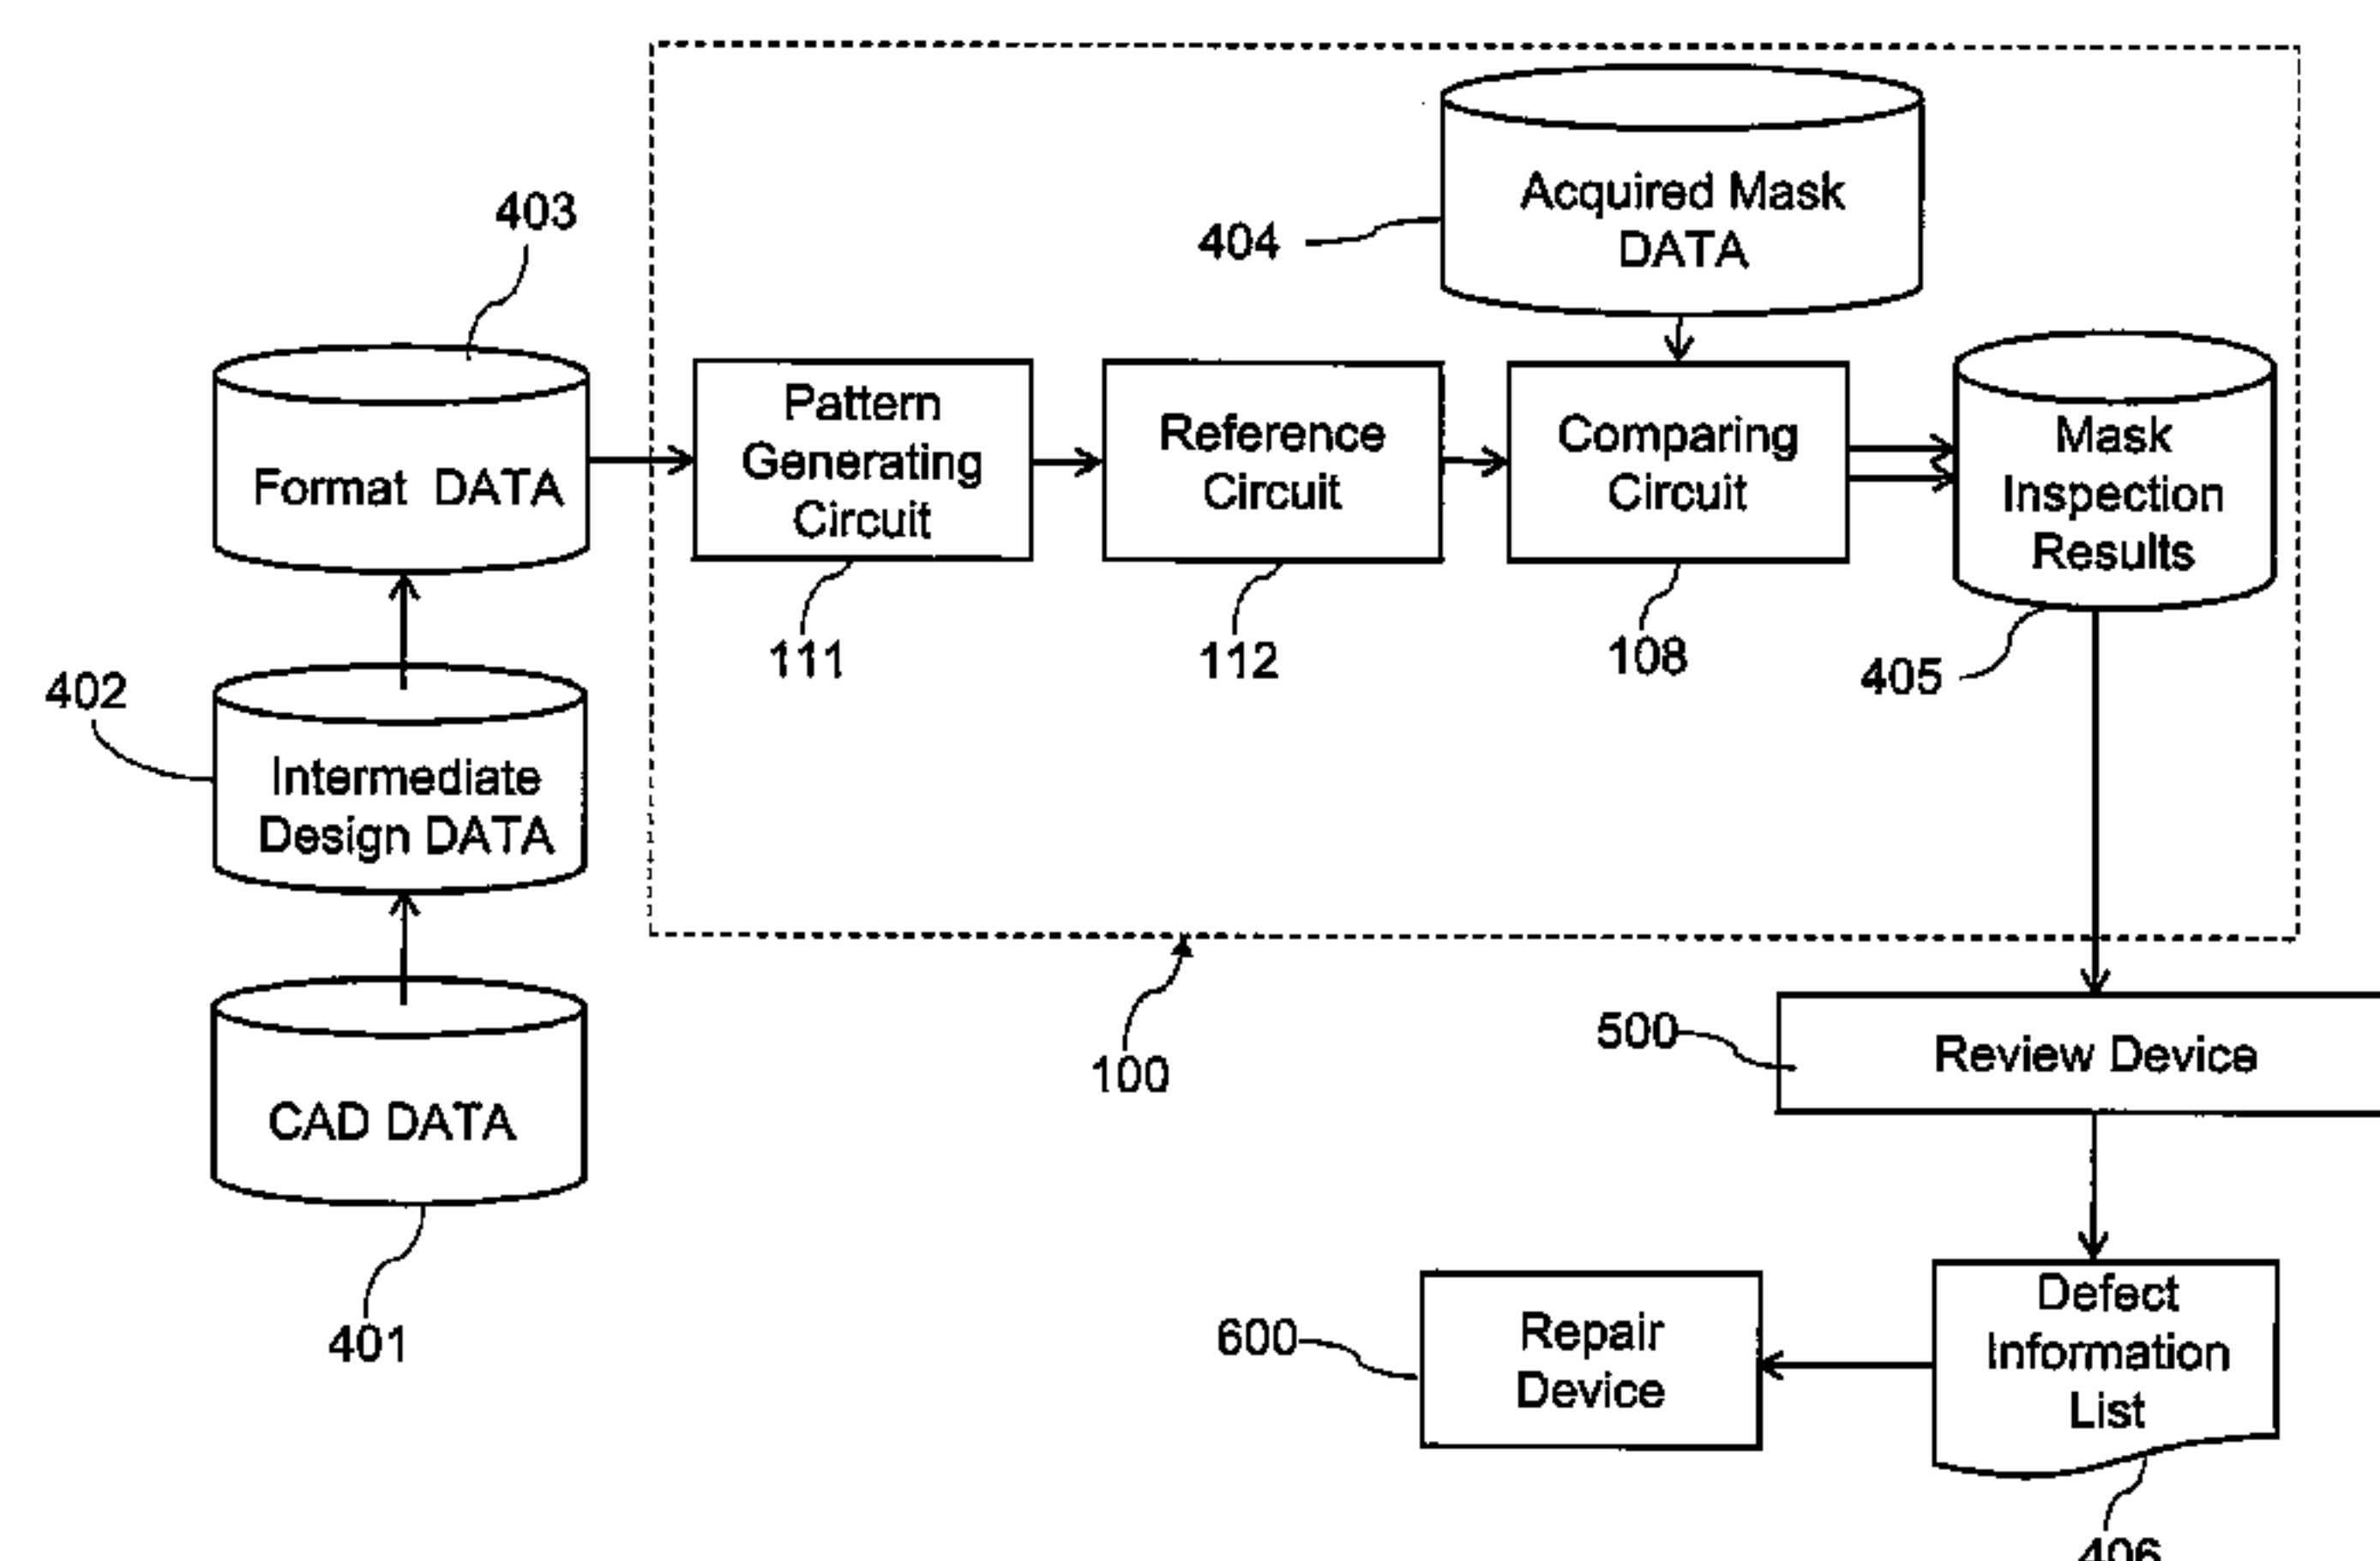 403
404
Acquired Mask
DATA
Format DATA
Pattern
Generating
Circuit
Reference
Circuit
Comparing
Circuit
Mask
Inspection
Results
111
112
108
405
402
Intermediate
Design DATA
100
500
Review Device
CAD DATA
401
600
Repair
Device
Defect
Information
List
406